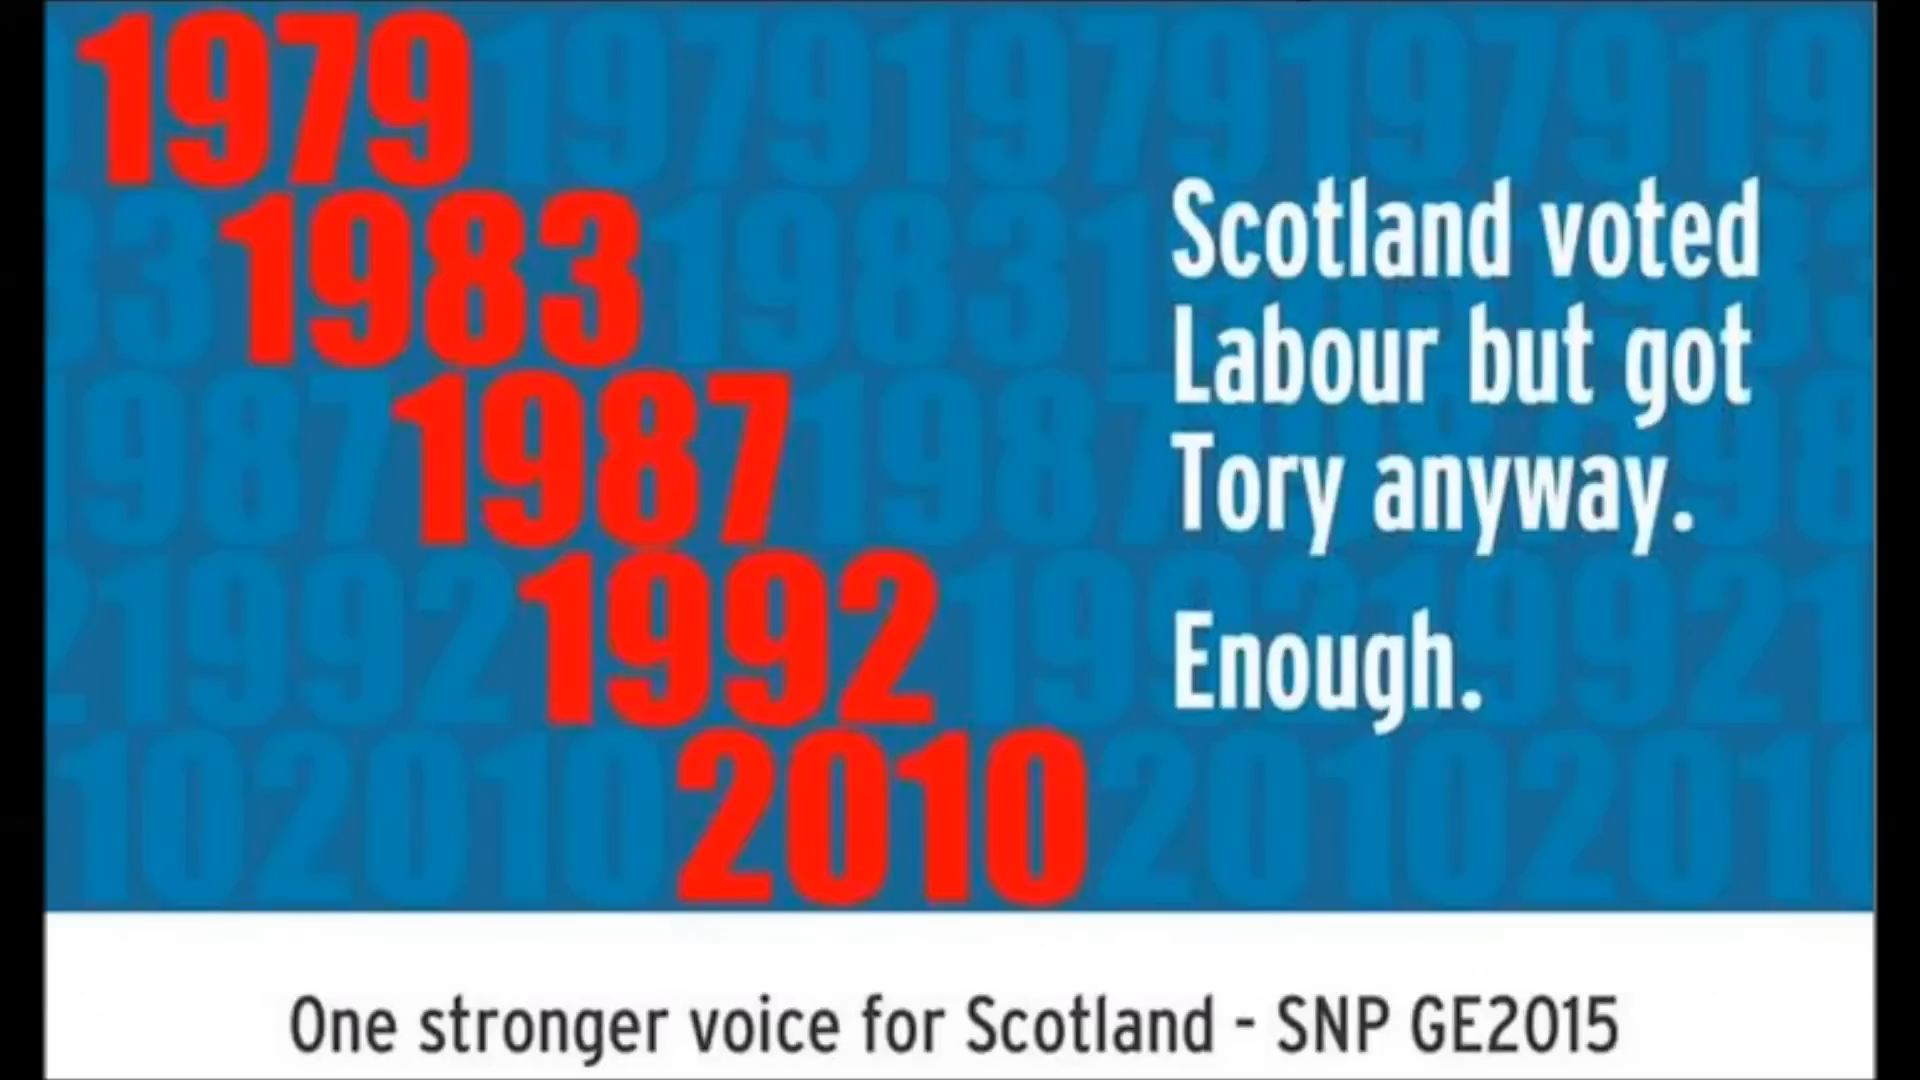 1979
1983
1987
1992
2010
Scotland voted
Labour but got
Tory anyway.
Enough.
One stronger voice for Scotland - SNP GE2015